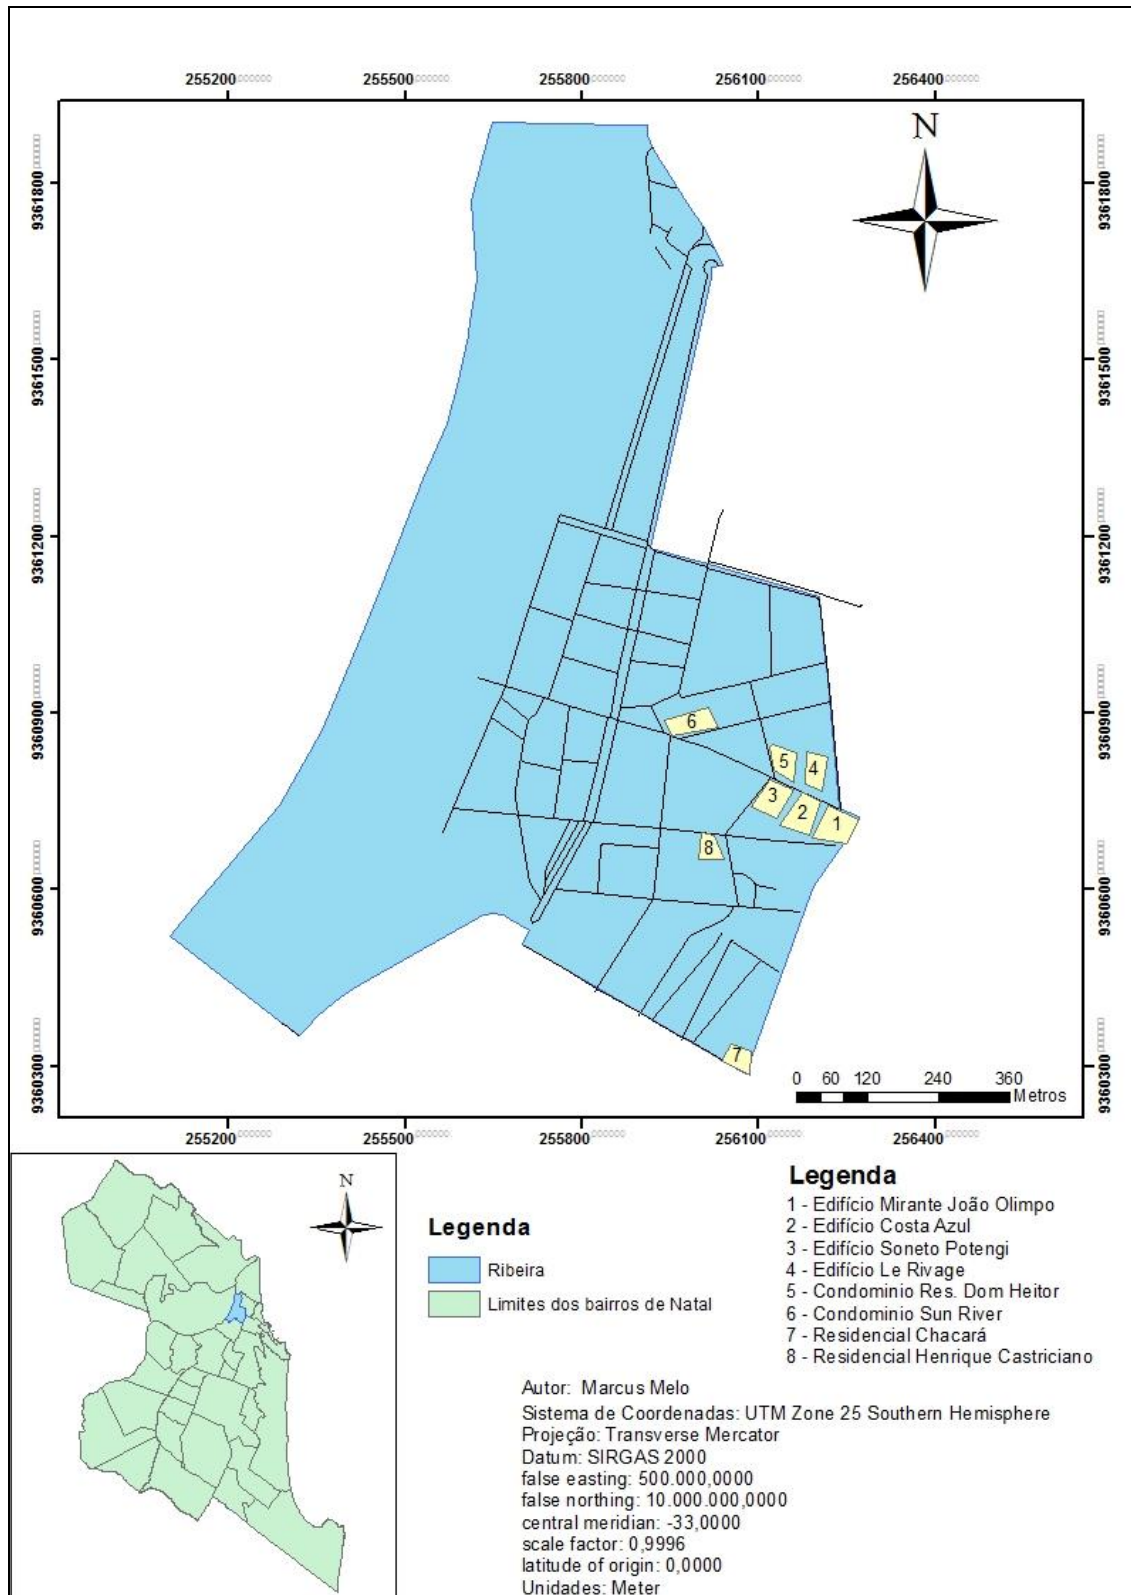 255200 255500 255800 256100 256400
N
9361800 9361800
9361500 9361500
9361200 9361200
9360900 9360900
9360600 9360600
9360300 9360300
6
5
4
3
2
1
8
7
0 60 120 240 360
Metros
255200 255500 255800 256100 256400
N
Legenda
Ribeira
Limites dos bairros de Natal
Legenda
1 - Edifício Mirante João Olimpo
2 - Edifício Costa Azul
3 - Edifício Soneto Potengi
4 - Edifício Le Rivage
5 - Condominio Res. Dom Heitor
6 - Condominio Sun River
7 - Residencial Chacará
8 - Residencial Henrique Castriciano
Autor: Marcus Melo
Sistema de Coordenadas: UTM Zone 25 Southern Hemisphere
Projeção: Transverse Mercator
Datum: SIRGAS 2000
false easting: 500.000,0000
false northing: 10.000.000,0000
central meridian: -33,0000
scale factor: 0,9996
latitude of origin: 0,0000
Unidades: Meter